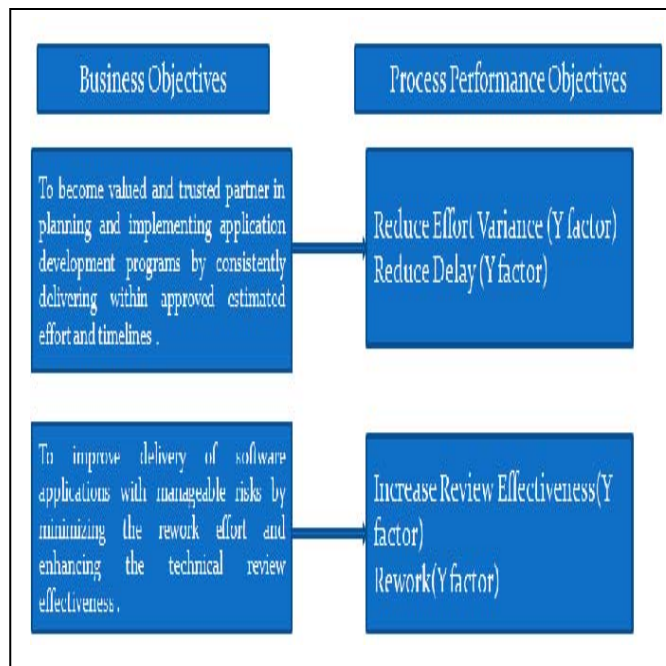 Business Objectives
Process Performance Objectives
To become valued and trusted partner in
planning and implementing application
development programs by consistently
delivering within approved estimated
effort and timelines .
Reduce Effort Variance (Y factor)
Reduce Delay (Y factor)
To improve delivery of software
applications with manageable risks by
minimizing the rework effort and
enhancing the technical review
effectiveness .
Increase Review Effectiveness(Y
factor)
Rework(Y factor)